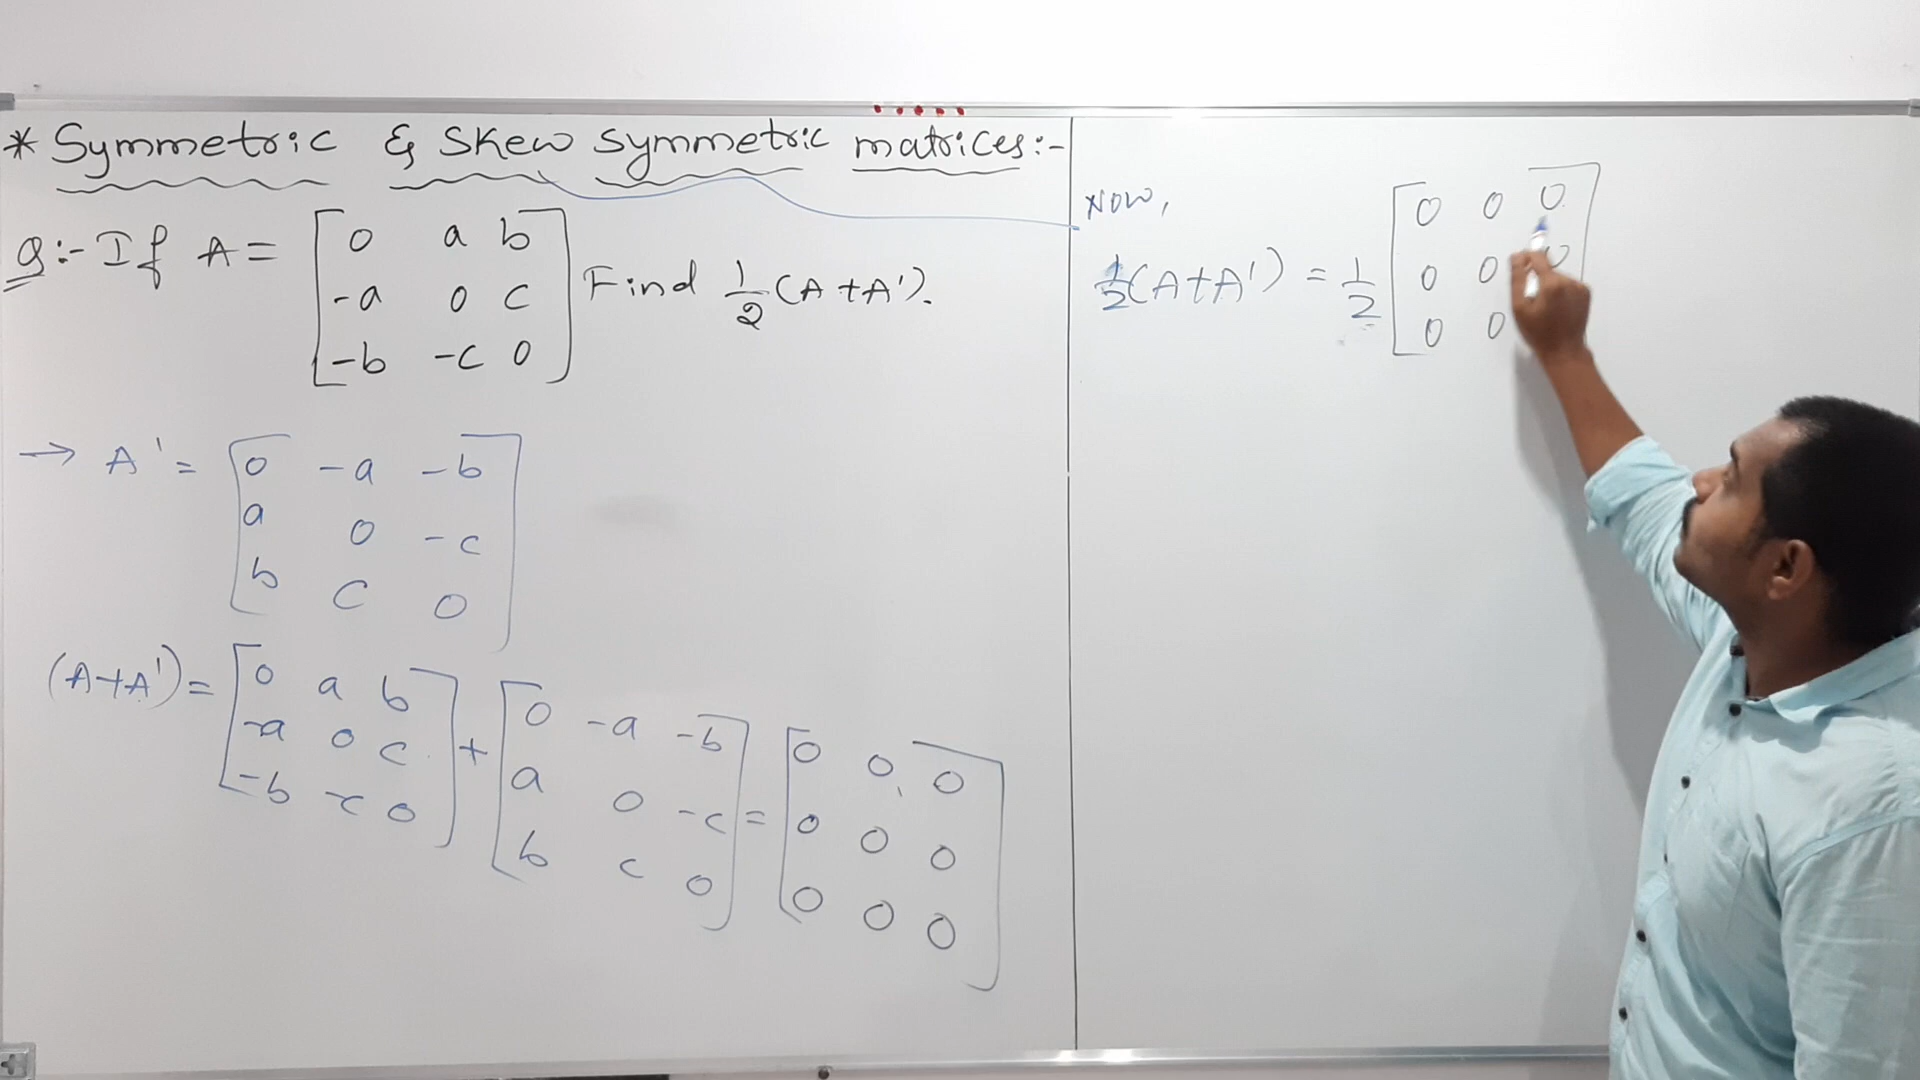 * Symmetric & Skew symmetric matrices:-
Q:- If A = [0 a b
-a 0 c
-b -c 0] Find 1/2 (A+A').
→ A' = [0 -a -b
a 0 -c
b c 0]
(A+A') = [0 a b
-a 0 c
-b -c 0] + [0 -a -b
a 0 -c
b c 0] = [0 0 0
0 0 0
0 0 0]
Now,
1/2 (A+A') = 1/2 [0 0 0
0 0 0
0 0